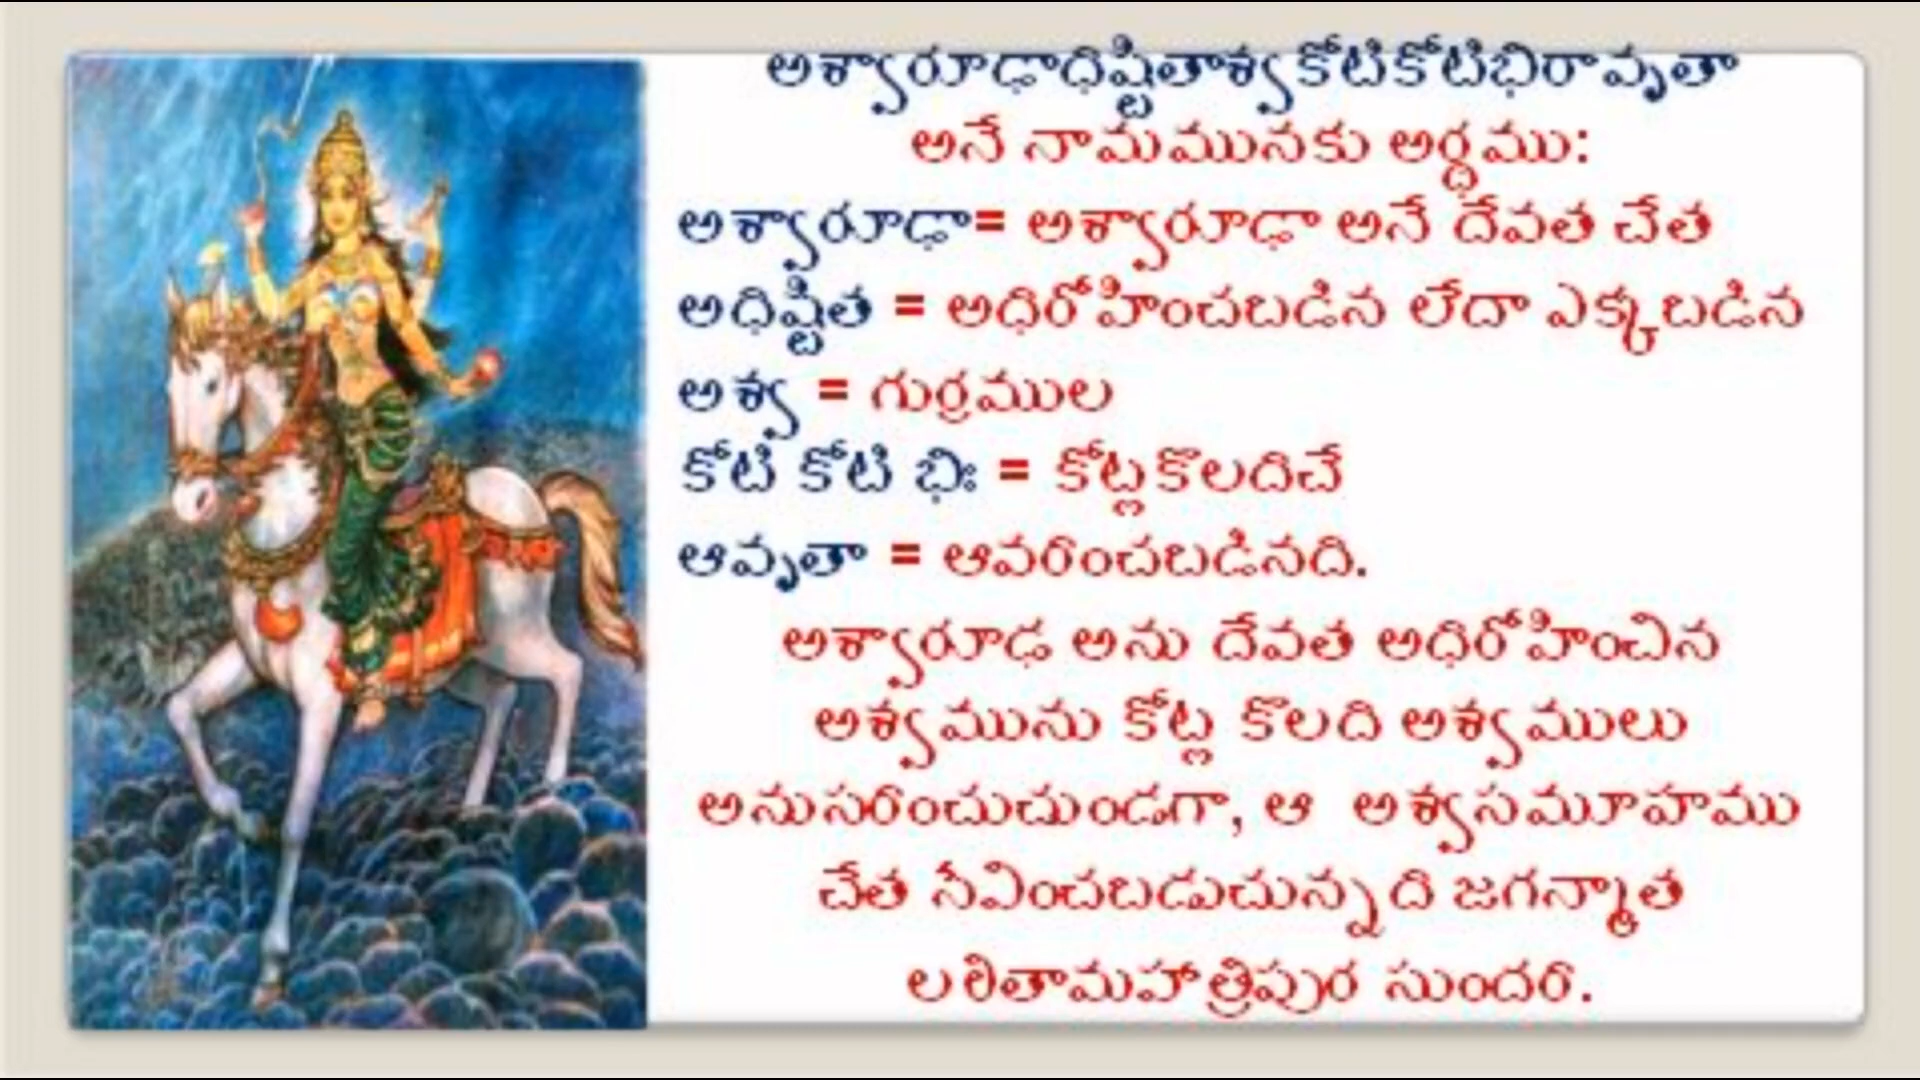 అశ్వారూఢాధిష్టితాశ్వకోటికోటిభిరావృతా
అనే నామమునకు అర్ధము:
అశ్వారూఢా= అశ్వారూఢా అనే దేవత చేత
అధిష్టిత = అధిరోహించబడిన లేదా ఎక్కబడిన
అశ్వ = గుర్రముల
కోటి కోటి భిః = కోట్లకొలదిచే
ఆవృతా = ఆవరించబడినది.
అశ్వారూఢ అను దేవత అధిరోహించిన
అశ్వమును కోట్ల కొలది అశ్వములు
అనుసరించుచుండగా, ఆ అశ్వసమూహము
చేత సేవించబడుచున్నది జగన్మాత
లలితామహాత్రిపుర సుందరి.